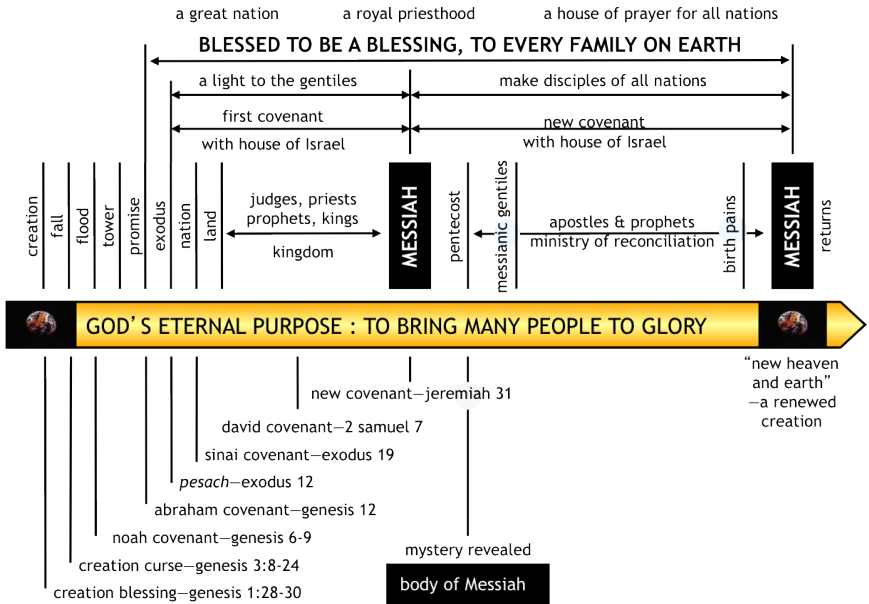 a great nation
a royal priesthood
a house of prayer for all nations
BLESSED TO BE A BLESSING, TO EVERY FAMILY ON EARTH
a light to the gentiles
make disciples of all nations
first covenant
new covenant
with house of Israel
with house of Israel
creation
fall
flood
tower
promise
exodus
nation
land
judges, priests
prophets, kings
kingdom
MESSIAH
pentecost
messianic gentiles
apostles & prophets
ministry of reconciliation
birth pains
MESSIAH
returns
GOD’S ETERNAL PURPOSE : TO BRING MANY PEOPLE TO GLORY
“new heaven
and earth”
—a renewed
creation
new covenant—jeremiah 31
david covenant—2 samuel 7
sinai covenant—exodus 19
pesach—exodus 12
abraham covenant—genesis 12
noah covenant—genesis 6-9
creation curse—genesis 3:8-24
creation blessing—genesis 1:28-30
mystery revealed
body of Messiah